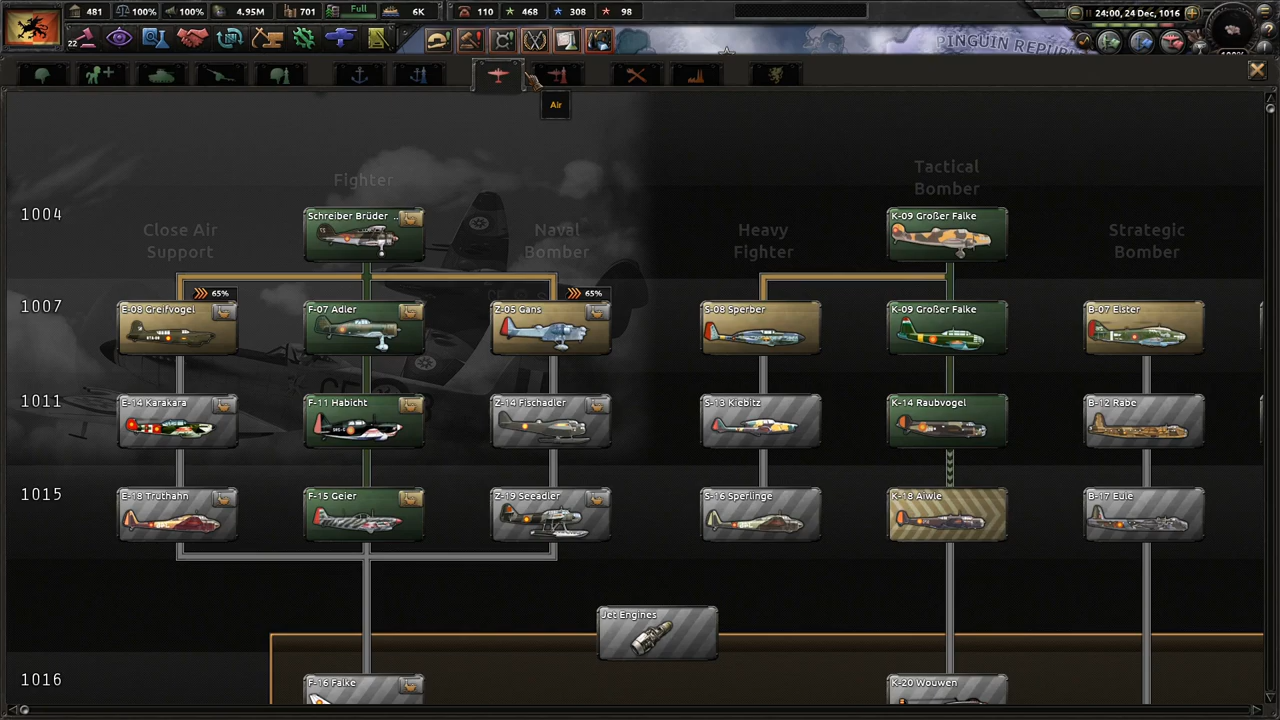 481 100% 100% 4.95M 701 Full 6K 110 468 308 98 24:00, 24 Dec, 1016
22
PINGUIN REPUBL
Air
Fighter
Tactical
Bomber
1004
Schreiber Brüder ..
K-09 Großer Falke
Close Air
Support
Naval
Bomber
Heavy
Fighter
Strategic
Bomber
65%
65%
1007
E-08 Greifvogel
F-07 Adler
Z-05 Gans
S-08 Sperber
K-09 Großer Falke
B-07 Elster
1011
E-14 Karakara
F-11 Habicht
Z-14 Fischadler
S-13 Kiebitz
K-14 Raubvogel
B-12 Rabe
1015
E-18 Truthahn
F-15 Geier
Z-19 Seeadler
S-16 Sperlinge
K-18 Aiwle
B-17 Eule
Jet Engines
1016
F-16 Falke
K-20 Wouwen